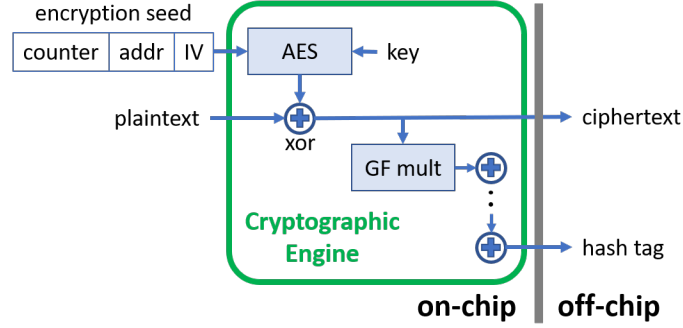 encryption seed
counter addr IV
AES
key
plaintext
xor
ciphertext
GF mult
Cryptographic
Engine
hash tag
on-chip off-chip